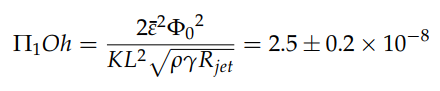 Π₁Oh = 2ε̄²Φ₀² / KL²√(ργR_jet) = 2.5 ± 0.2 × 10⁻⁸